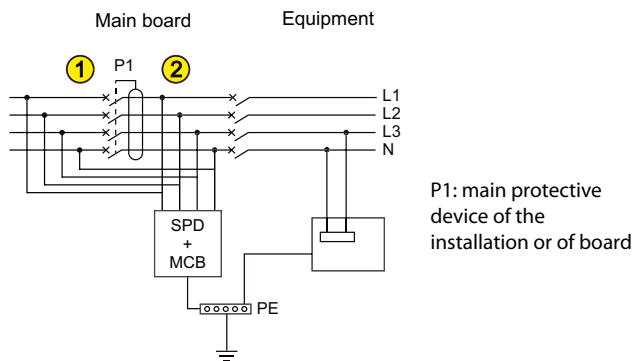 Main board
Equipment
1
P1
2
L1
L2
L3
N
SPD
+
MCB
PE
P1: main protective
device of the
installation or of board